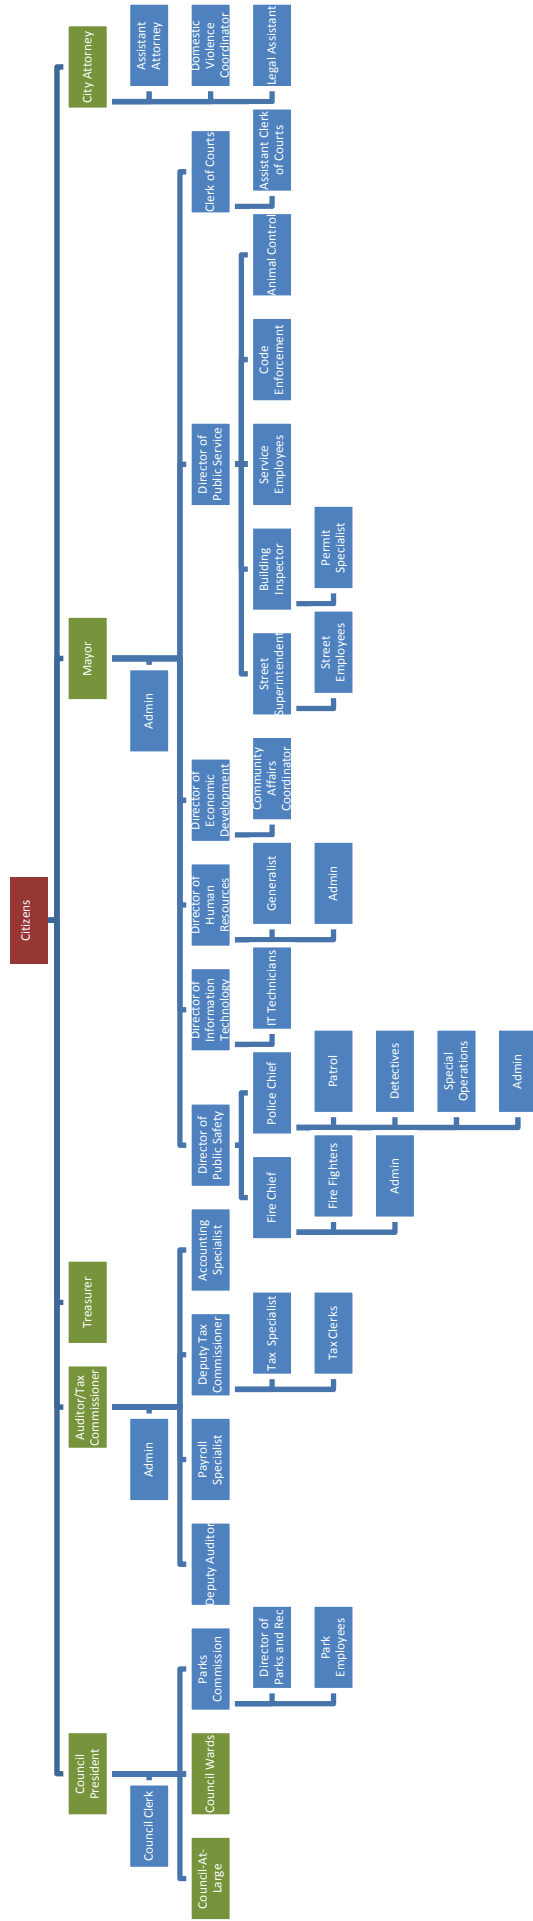 Citizens
Council
President
Auditor/Tax
Commissioner
Treasurer
Mayor
City Attorney
Council Clerk
Admin
Admin
Assistant
Attorney
Domestic
Violence
Coordinator
Legal Assistant
Council-At-
Large
Council Wards
Parks
Commission
Director of
Parks and Rec
Park
Employees
Deputy Auditor
Payroll
Specialist
Deputy Tax
Commissioner
Tax Specialist
Tax Clerks
Accounting
Specialist
Director of
Public Safety
Fire Chief
Fire Fighters
Admin
Police Chief
Patrol
Detectives
Special
Operations
Admin
Director of
Information
Technology
IT Technicians
Director of
Human
Resources
Generalist
Admin
Director of
Economic
Development
Community
Affairs
Coordinator
Director of
Public Service
Street
Superintendent
Street
Employees
Building
Inspector
Permit
Specialist
Service
Employees
Code
Enforcement
Animal Control
Clerk of Courts
Assistant Clerk
of Courts